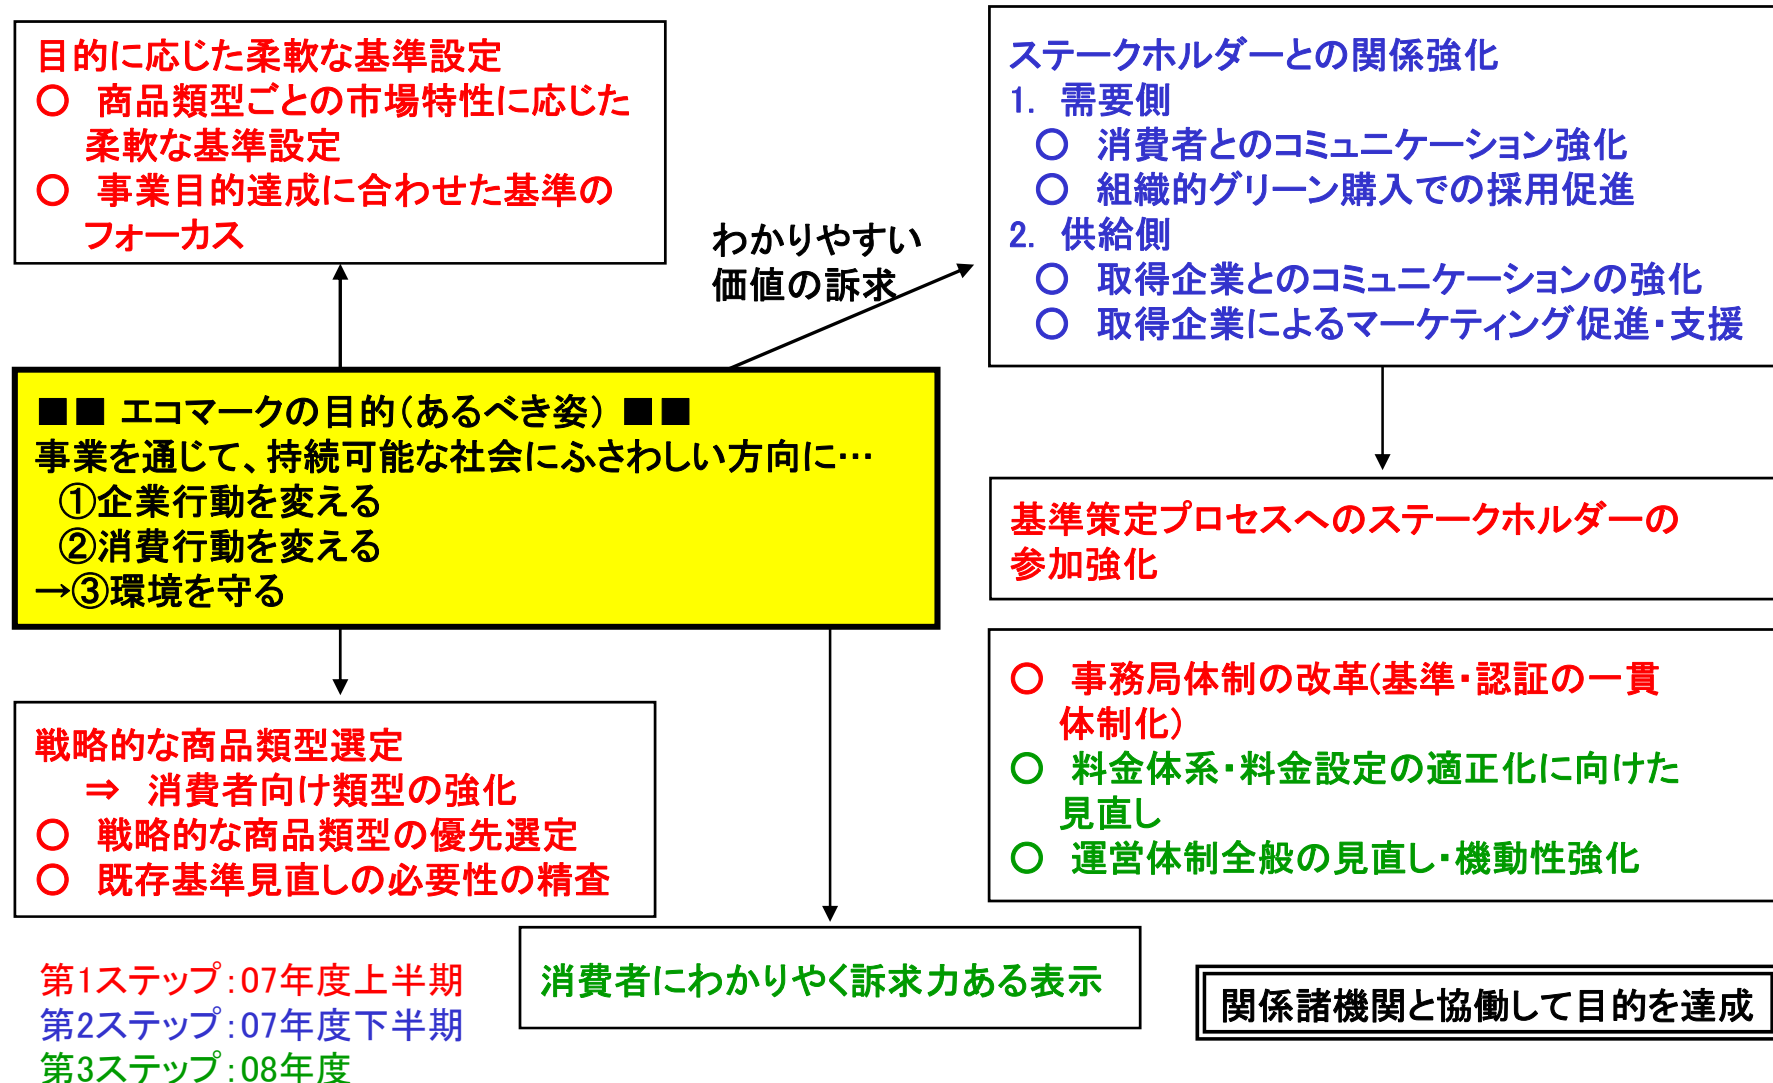 目的に応じた柔軟な基準設定
○ 商品類型ごとの市場特性に応じた
柔軟な基準設定
○ 事業目的達成に合わせた基準の
フォーカス
わかりやすい
価値の訴求
ステークホルダーとの関係強化
1. 需要側
○ 消費者とのコミュニケーション強化
○ 組織的グリーン購入での採用促進
2. 供給側
○ 取得企業とのコミュニケーションの強化
○ 取得企業によるマーケティング促進・支援
■■ エコマークの目的(あるべき姿) ■■
事業を通じて、持続可能な社会にふさわしい方向に…
①企業行動を変える
②消費行動を変える
→③環境を守る
基準策定プロセスへのステークホルダーの
参加強化
○ 事務局体制の改革(基準・認証の一貫
体制化)
○ 料金体系・料金設定の適正化に向けた
見直し
○ 運営体制全般の見直し・機動性強化
戦略的な商品類型選定
⇒ 消費者向け類型の強化
○ 戦略的な商品類型の優先選定
○ 既存基準見直しの必要性の精査
消費者にわかりやく訴求力ある表示
第1ステップ:07年度上半期
第2ステップ:07年度下半期
第3ステップ:08年度
関係諸機関と協働して目的を達成